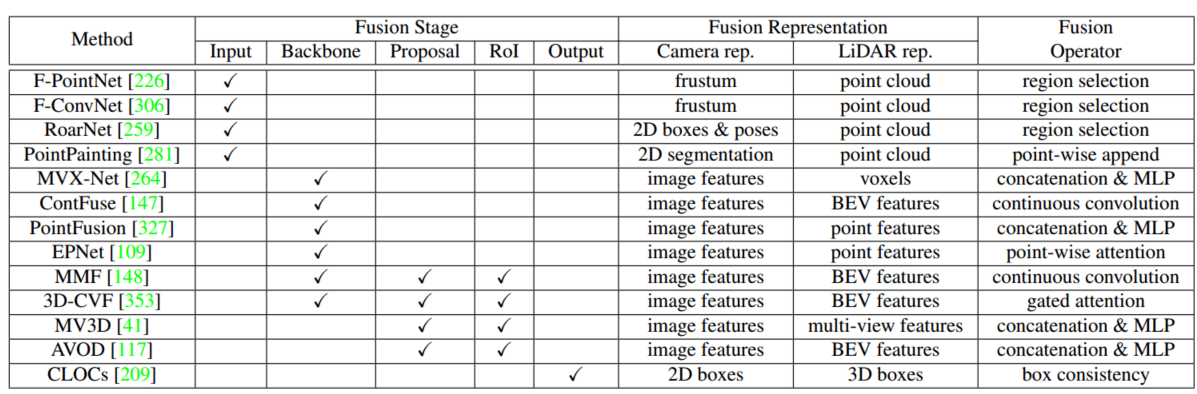 Method Fusion Stage Fusion Representation Fusion
Input Backbone Proposal RoI Output Camera rep. LiDAR rep. Operator
F-PointNet [226] ✓ frustum point cloud region selection
F-ConvNet [306] ✓ frustum point cloud region selection
RoarNet [259] ✓ 2D boxes & poses point cloud region selection
PointPainting [281] ✓ 2D segmentation point cloud point-wise append
MVX-Net [264] ✓ image features voxels concatenation & MLP
ContFuse [147] ✓ image features BEV features continuous convolution
PointFusion [327] ✓ image features point features concatenation & MLP
EPNet [109] ✓ image features point features point-wise attention
MMF [148] ✓ ✓ ✓ image features BEV features continuous convolution
3D-CVF [353] ✓ ✓ ✓ image features BEV features gated attention
MV3D [41] ✓ ✓ image features multi-view features concatenation & MLP
AVOD [117] ✓ ✓ image features BEV features concatenation & MLP
CLOCs [209] ✓ 2D boxes 3D boxes box consistency